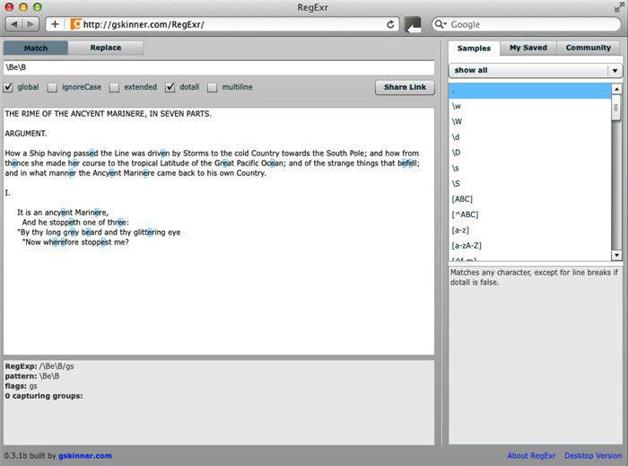 RegExr
http://gskinner.com/RegExr/
Google
Match
Replace
Samples
My Saved
Community
\Be\B
show all
global
ignoreCase
extended
dotall
multiline
Share Link
THE RIME OF THE ANCYENT MARINERE, IN SEVEN PARTS.
ARGUMENT.
How a Ship having passed the Line was driven by Storms to the cold Country towards the South Pole; and how from
thence she made her course to the tropical Latitude of the Great Pacific Ocean; and of the strange things that befell;
and in what manner the Ancyent Marinere came back to his own Country.
I.
It is an ancyent Marinere,
And he stoppeth one of three:
"By thy long grey beard and thy glittering eye
"Now wherefore stoppest me?
.
\w
\W
\d
\D
\s
\S
[ABC]
[^ABC]
[a-z]
[a-zA-Z]
Matches any character, except for line breaks if
dotall is false.
RegExp: /\Be\B/gs
pattern: \Be\B
flags: gs
0 capturing groups:
0.3.1b built by gskinner.com
About RegExr
Desktop Version